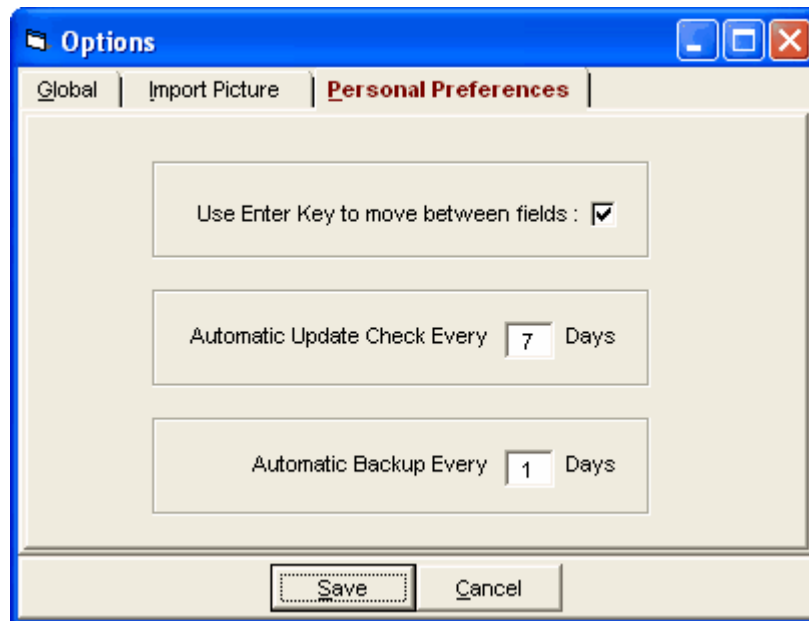 Options
Global Import Picture Personal Preferences
Use Enter Key to move between fields :
Automatic Update Check Every 7 Days
Automatic Backup Every 1 Days
Save Cancel